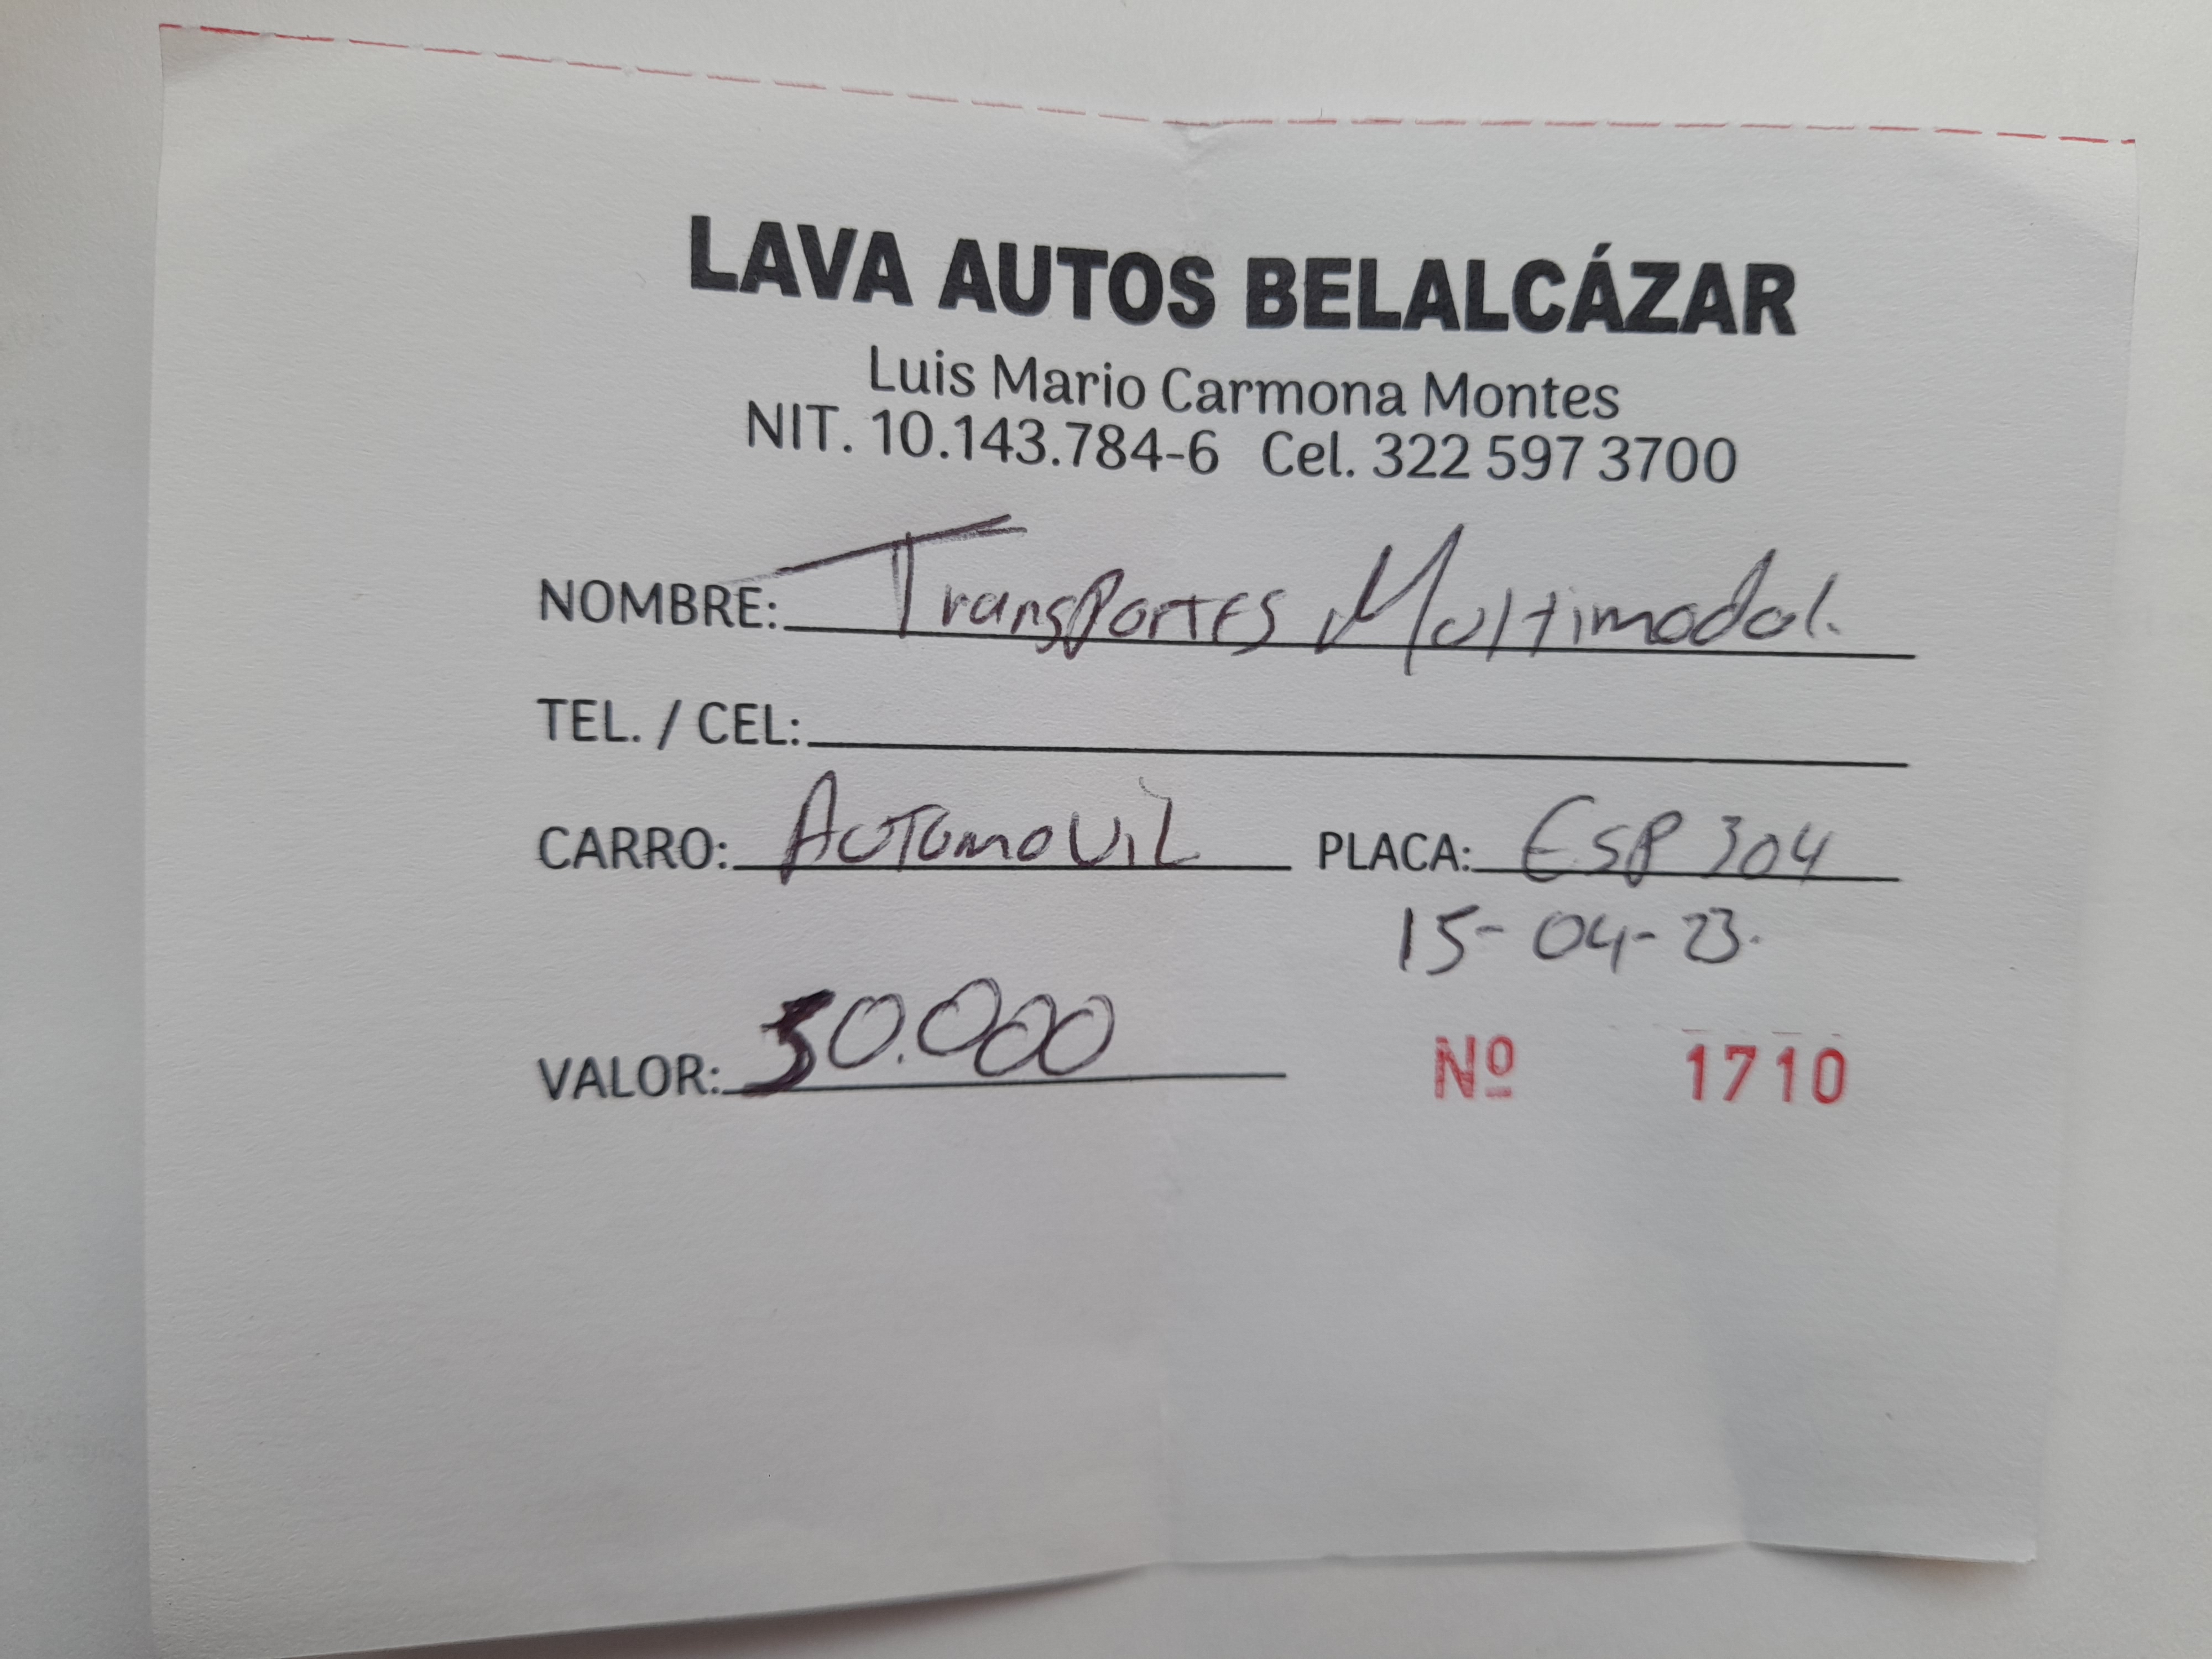 LAVA AUTOS BELALCÁZAR
Luis Mario Carmona Montes
NIT. 10.143.784-6 Cel. 322 597 3700
NOMBRE: Transportes Multimodal.
TEL. / CEL:
CARRO: AUTOMOVIL PLACA: ESP 304
15-04-23.
VALOR: 30.000 Nº 1710